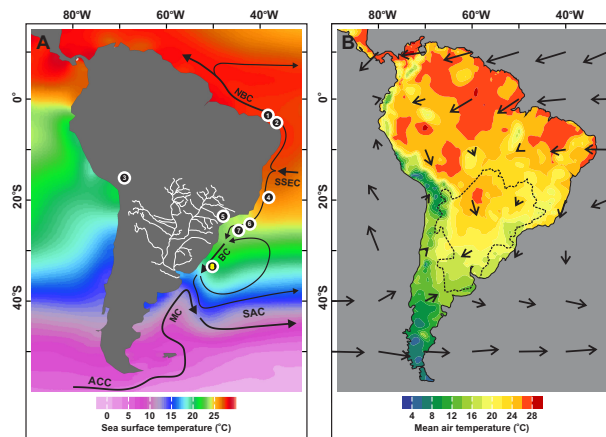 80°W 60°W 40°W
80°W 60°W 40°W
A
B
NBC
1
2
0°
0°
3
SSEC
4
20°S
20°S
5
6
7
BC
8
40°S
40°S
MC
SAC
ACC
0 5 10 15 20 25
Sea surface temperature (°C)
4 8 12 16 20 24 28
Mean air temperature (°C)